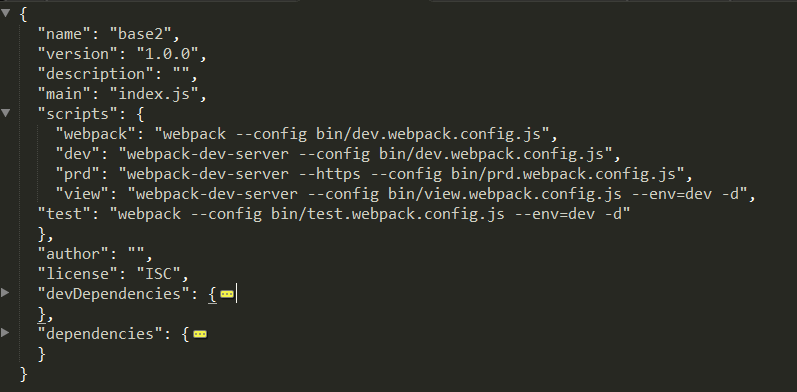 {
"name": "base2",
"version": "1.0.0",
"description": "",
"main": "index.js",
"scripts": {
"webpack": "webpack --config bin/dev.webpack.config.js",
"dev": "webpack-dev-server --config bin/dev.webpack.config.js",
"prd": "webpack-dev-server --https --config bin/prd.webpack.config.js",
"view": "webpack-dev-server --config bin/view.webpack.config.js --env=dev -d",
"test": "webpack --config bin/test.webpack.config.js --env=dev -d"
},
"author": "",
"license": "ISC",
"devDependencies": {
},
"dependencies": {
}
}